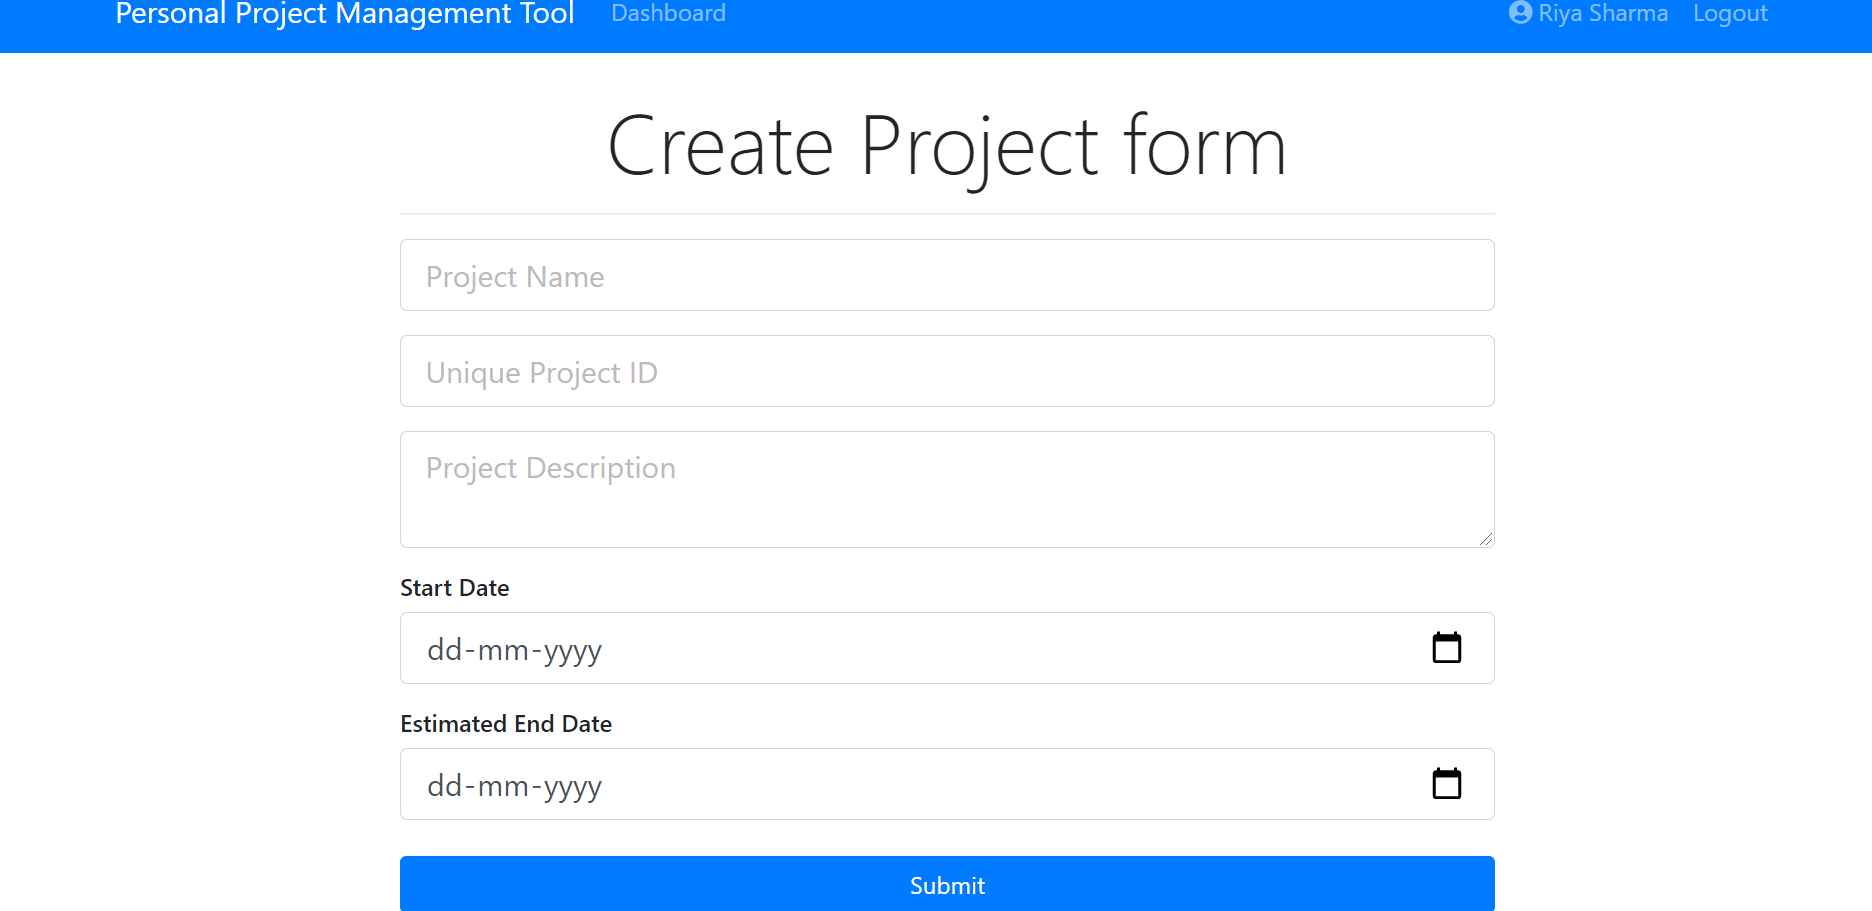 Personal Project Management Tool Dashboard Riya Sharma Logout
Create Project form
Project Name
Unique Project ID
Project Description
Start Date
dd-mm-yyyy
Estimated End Date
dd-mm-yyyy
Submit